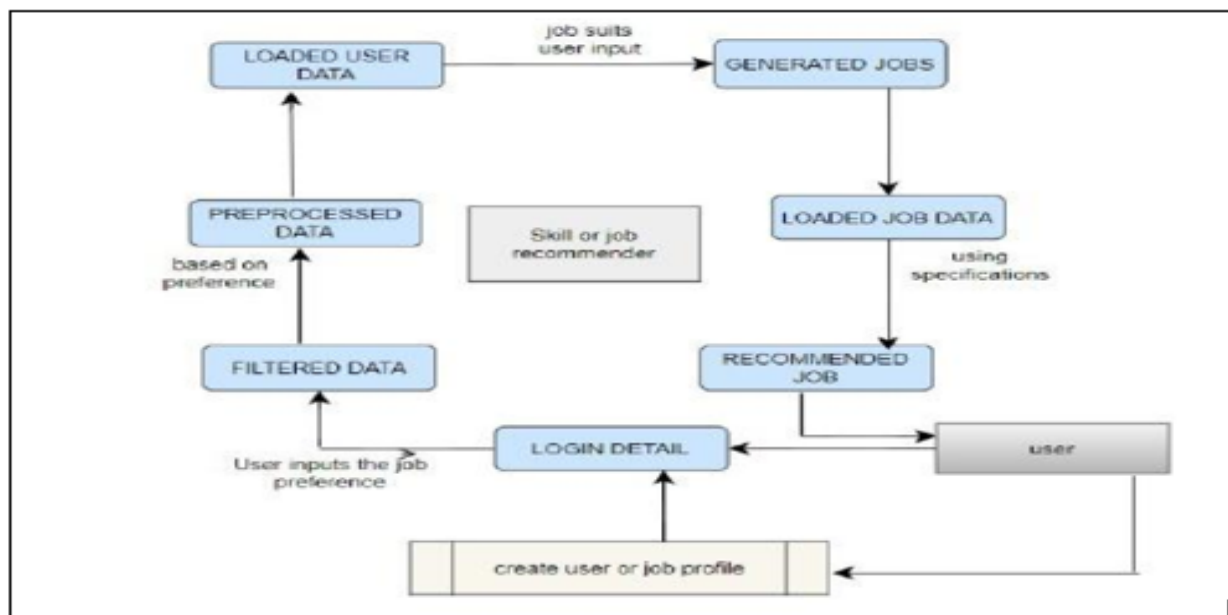 job suits
user input
LOADED USER
DATA
GENERATED JOBS
PREPROCESSED
DATA
Skill or job
recommender
LOADED JOB DATA
based on
preference
using
specifications
FILTERED DATA
RECOMMENDED
JOB
LOGIN DETAIL
user
User inputs the job
preference
create user or job profile